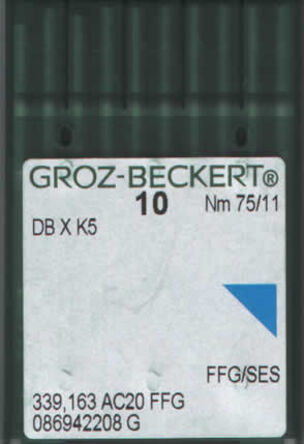 GROZ-BECKERT®
10 Nm 75/11
DB X K5
FFG/SES
339,163 AC20 FFG
086942208 G